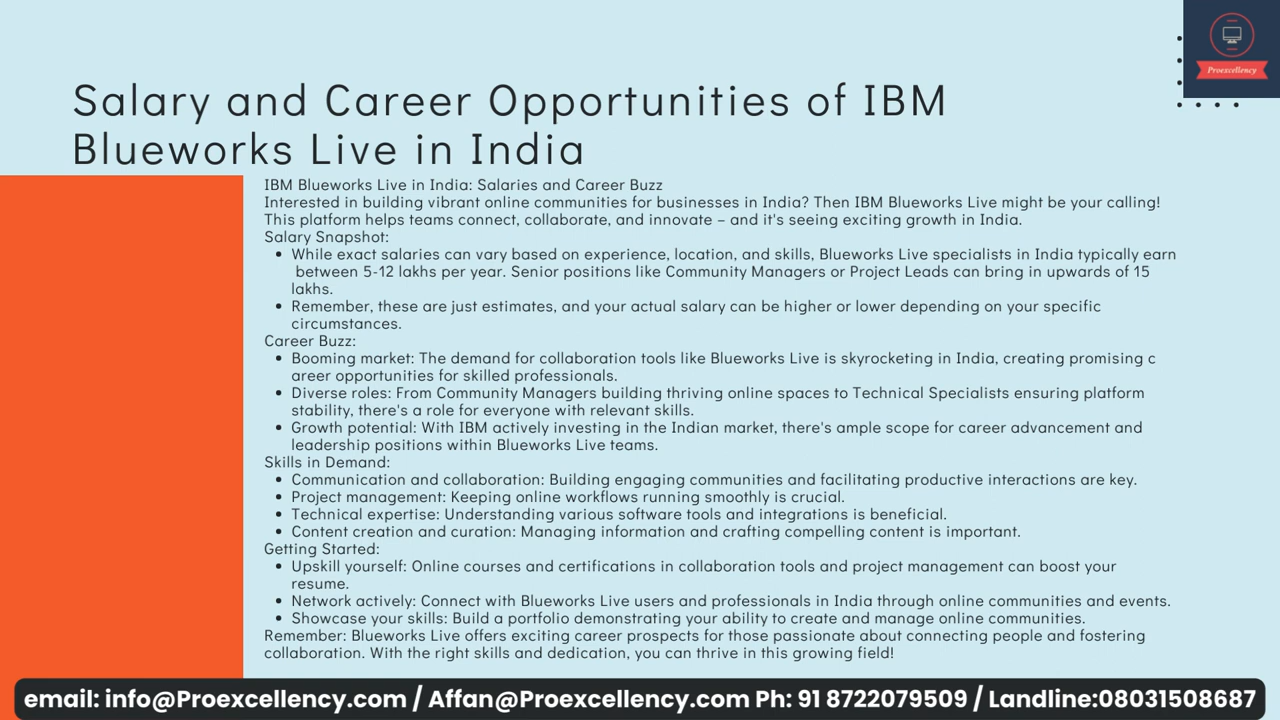 Proexcellency
Salary and Career Opportunities of IBM
Blueworks Live in India
IBM Blueworks Live in India: Salaries and Career Buzz
Interested in building vibrant online communities for businesses in India? Then IBM Blueworks Live might be your calling!
This platform helps teams connect, collaborate, and innovate – and it's seeing exciting growth in India.
Salary Snapshot:
• While exact salaries can vary based on experience, location, and skills, Blueworks Live specialists in India typically earn
between 5-12 lakhs per year. Senior positions like Community Managers or Project Leads can bring in upwards of 15
lakhs.
• Remember, these are just estimates, and your actual salary can be higher or lower depending on your specific
circumstances.
Career Buzz:
• Booming market: The demand for collaboration tools like Blueworks Live is skyrocketing in India, creating promising c
areer opportunities for skilled professionals.
• Diverse roles: From Community Managers building thriving online spaces to Technical Specialists ensuring platform
stability, there's a role for everyone with relevant skills.
• Growth potential: With IBM actively investing in the Indian market, there's ample scope for career advancement and
leadership positions within Blueworks Live teams.
Skills in Demand:
• Communication and collaboration: Building engaging communities and facilitating productive interactions are key.
• Project management: Keeping online workflows running smoothly is crucial.
• Technical expertise: Understanding various software tools and integrations is beneficial.
• Content creation and curation: Managing information and crafting compelling content is important.
Getting Started:
• Upskill yourself: Online courses and certifications in collaboration tools and project management can boost your
resume.
• Network actively: Connect with Blueworks Live users and professionals in India through online communities and events.
• Showcase your skills: Build a portfolio demonstrating your ability to create and manage online communities.
Remember: Blueworks Live offers exciting career prospects for those passionate about connecting people and fostering
collaboration. With the right skills and dedication, you can thrive in this growing field!
email: info@Proexcellency.com / Affan@Proexcellency.com Ph: 91 8722079509 / Landline:08031508687